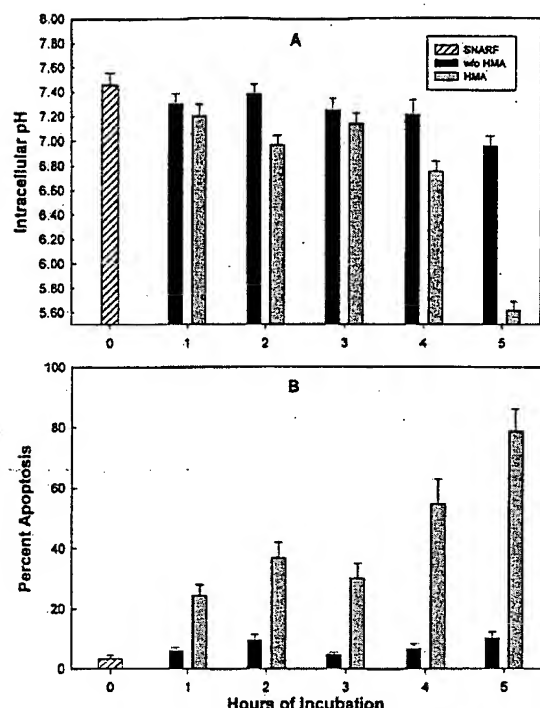 A
SNARF
w/o HMA
HMA
Intracellular pH
8.00
7.80
7.60
7.40
7.20
7.00
6.80
6.60
6.40
6.20
6.00
5.80
5.60
0 1 2 3 4 5
B
Percent Apoptosis
100
80
60
40
20
0
0 1 2 3 4 5
Hours of Incubation